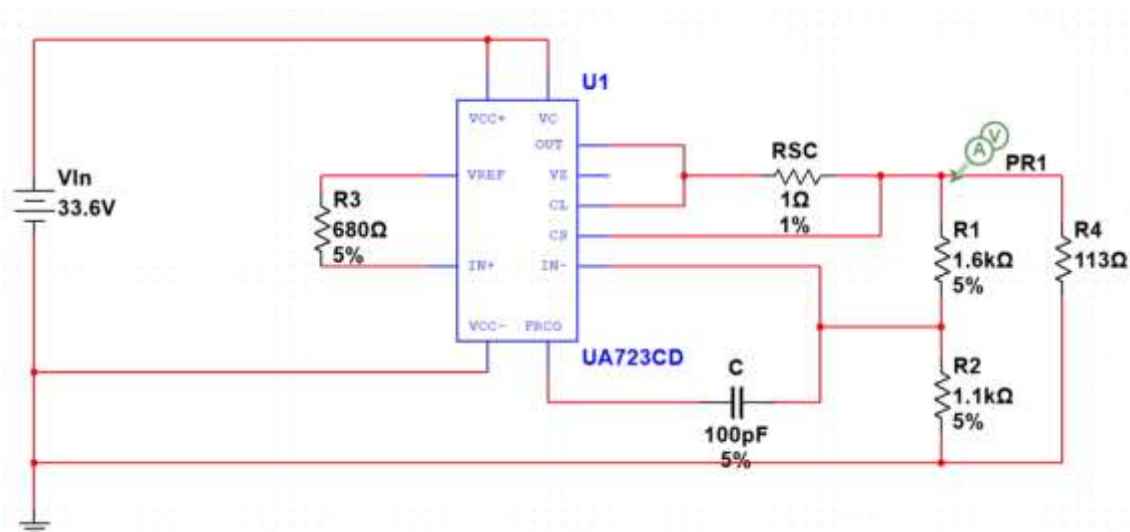 U1
VCC+
VC
OUT
VREF
VZ
CL
CS
IN+
IN-
VCC-
FRCO
UA723CD
VIn
33.6V
R3
680Ω
5%
RSC
1Ω
1%
A
V
PR1
R1
1.6kΩ
5%
R4
113Ω
R2
1.1kΩ
5%
C
100pF
5%